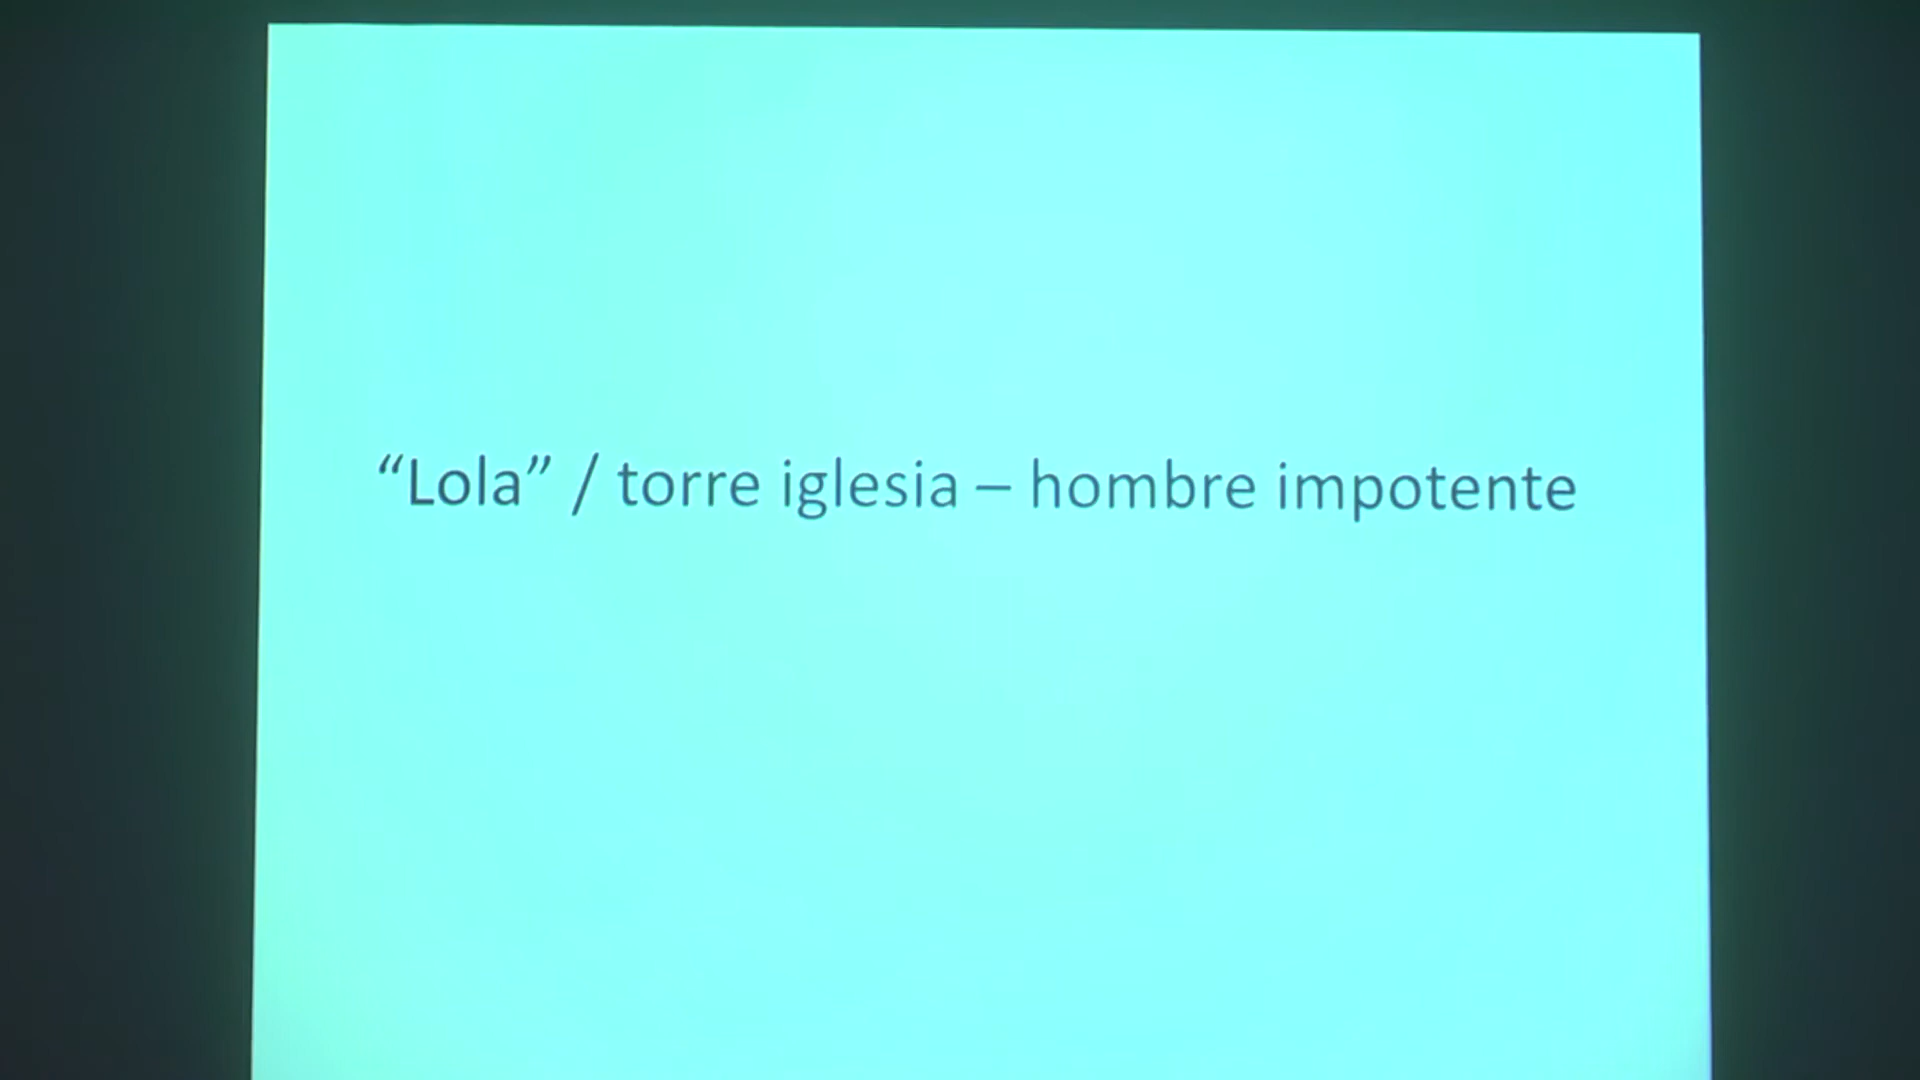 “Lola” / torre iglesia – hombre impotente